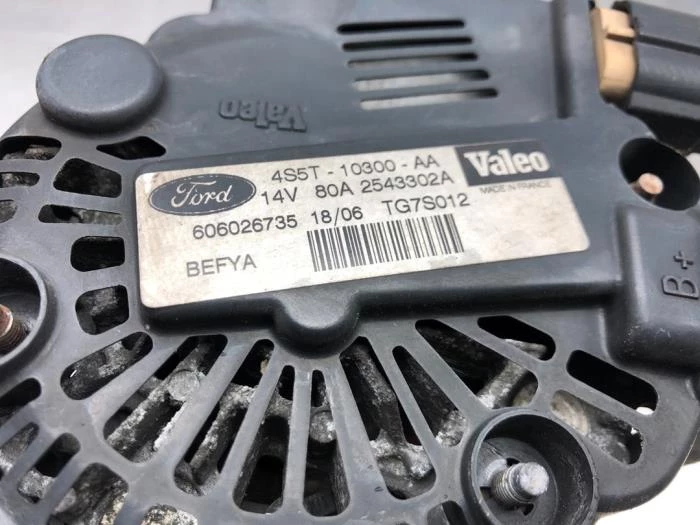 Valeo
Ford
4S5T-10300-AA
Valeo
14V 80A 2543302A
MADE IN FRANCE
606026735 18/06 TG7S012
BEFYA
B+